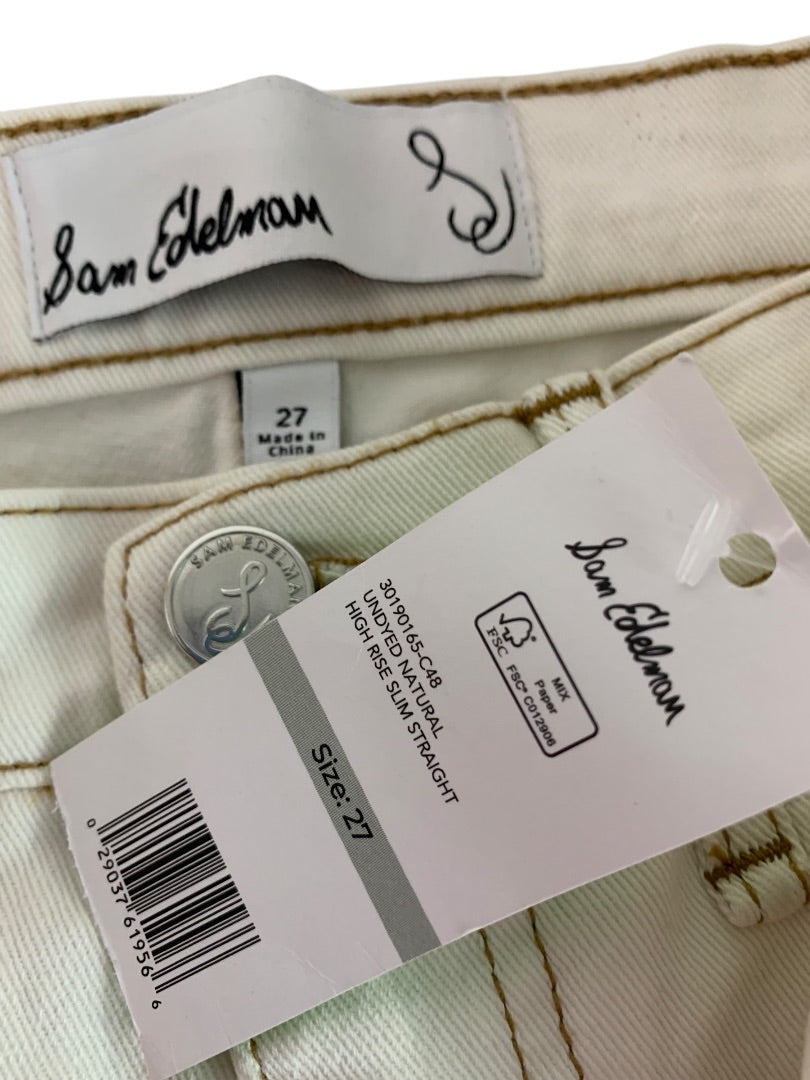 Sam Edelman
27
Made in
China
SAM EDELMA
Sam Edelman
30190165-C48
UNDYED NATURAL
HIGH RISE SLIM STRAIGHT
FSC
MIX
Paper
FSC® C012906
Size: 27
0 29037 61956 6